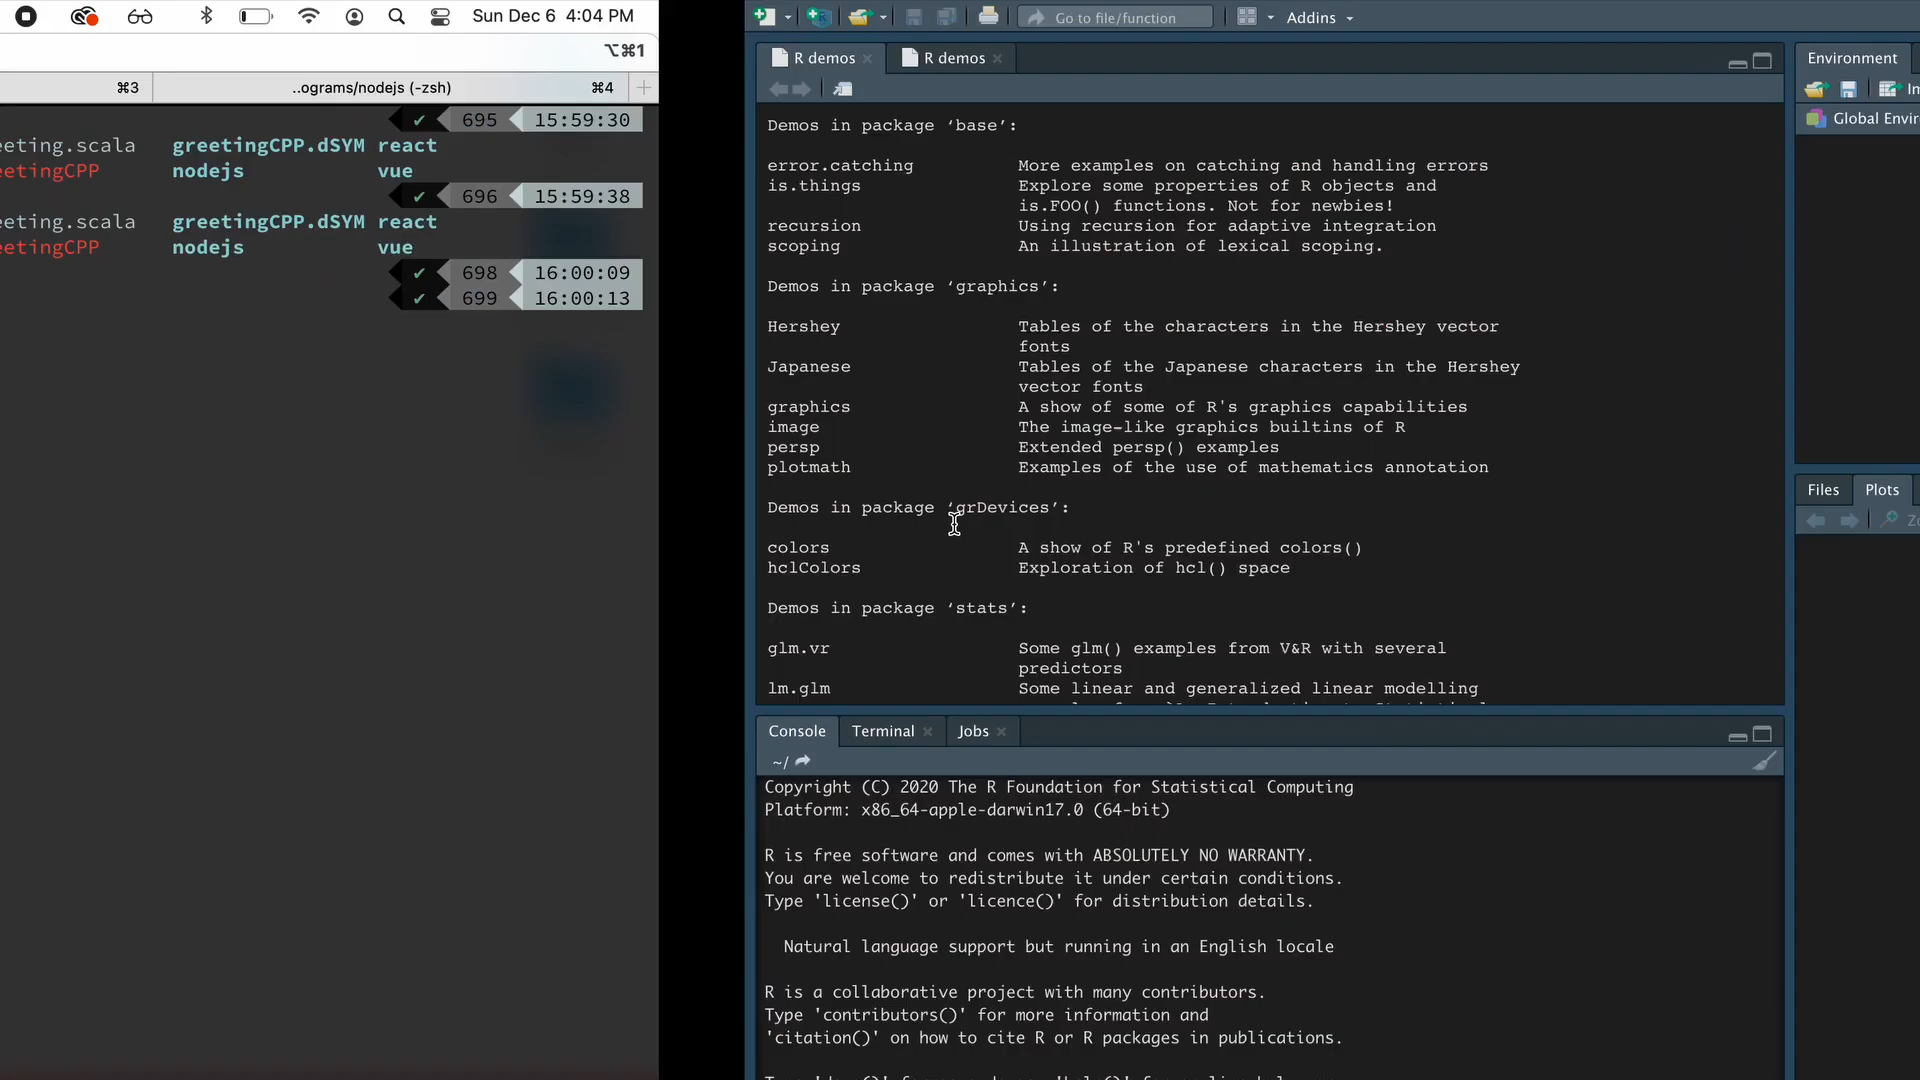 Sun Dec 6 4:04 PM
⌥⌘1
⌘3 ..ograms/nodejs (-zsh) ⌘4
✔ 695 15:59:30
eeting.scala greetingCPP.dSYM react
eetingCPP nodejs vue
✔ 696 15:59:38
eeting.scala greetingCPP.dSYM react
eetingCPP nodejs vue
✔ 698 16:00:09
✔ 699 16:00:13
Go to file/function Addins
R demos R demos
Demos in package ‘base’:
error.catching More examples on catching and handling errors
is.things Explore some properties of R objects and
is.FOO() functions. Not for newbies!
recursion Using recursion for adaptive integration
scoping An illustration of lexical scoping.
Demos in package ‘graphics’:
Hershey Tables of the characters in the Hershey vector
fonts
Japanese Tables of the Japanese characters in the Hershey
vector fonts
graphics A show of some of R's graphics capabilities
image The image-like graphics builtins of R
persp Extended persp() examples
plotmath Examples of the use of mathematics annotation
Demos in package ‘grDevices’:
colors A show of R's predefined colors()
hclColors Exploration of hcl() space
Demos in package ‘stats’:
glm.vr Some glm() examples from V&R with several
predictors
lm.glm Some linear and generalized linear modelling
Console Terminal Jobs
~/
Copyright (C) 2020 The R Foundation for Statistical Computing
Platform: x86_64-apple-darwin17.0 (64-bit)
R is free software and comes with ABSOLUTELY NO WARRANTY.
You are welcome to redistribute it under certain conditions.
Type 'license()' or 'licence()' for distribution details.
Natural language support but running in an English locale
R is a collaborative project with many contributors.
Type 'contributors()' for more information and
'citation()' on how to cite R or R packages in publications.
Environment
Im
Global Envir
Files Plots
Zo